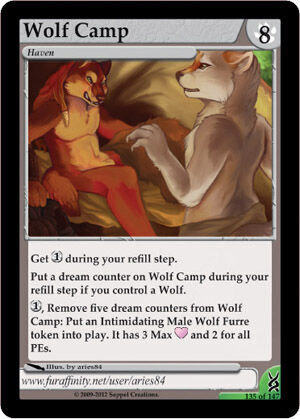 Wolf Camp 8
Haven
Get 1 during your refill step.
Put a dream counter on Wolf Camp during your
refill step if you control a Wolf.
1, Remove five dream counters from Wolf
Camp: Put an Intimidating Male Wolf Furre
token into play. It has 3 Max and 2 for all
PEs.
Illus. by aries84
www.furaffinity.net/user/aries84
© 2009-2012 Seppel Creations.
135 of 147